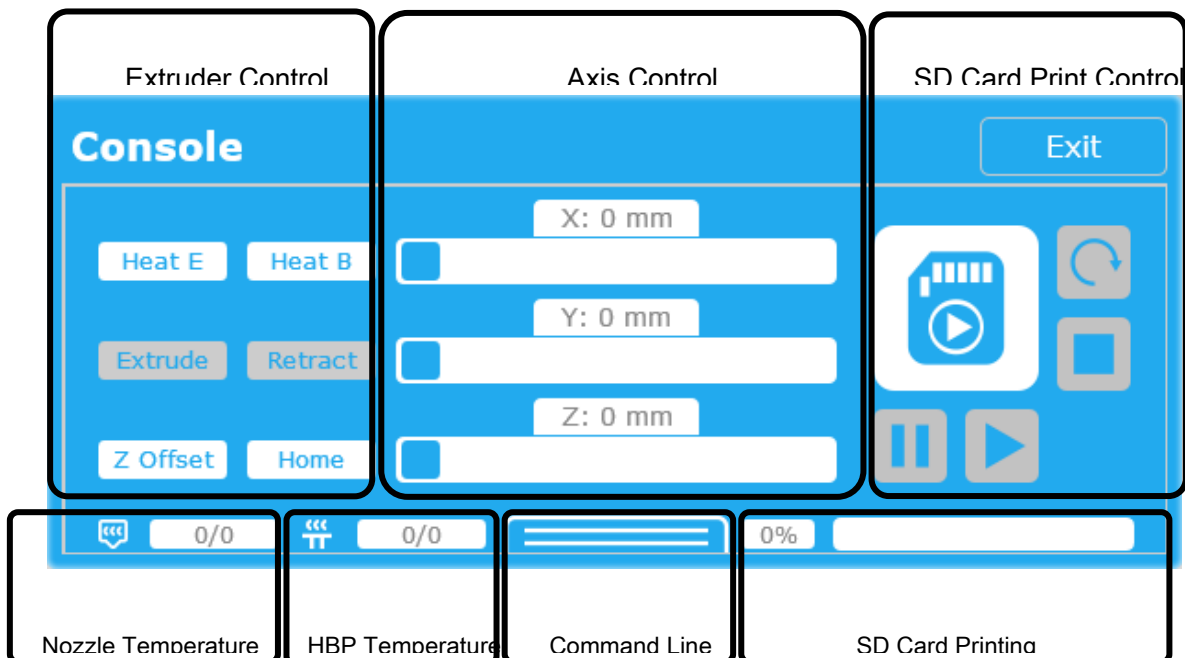 Extruder Control Axis Control SD Card Print Control
Console Exit
X: 0 mm
Heat E Heat B
Y: 0 mm
Extrude Retract
Z: 0 mm
Z Offset Home
0/0 0/0 0%
Nozzle Temperature HBP Temperature Command Line SD Card Printing